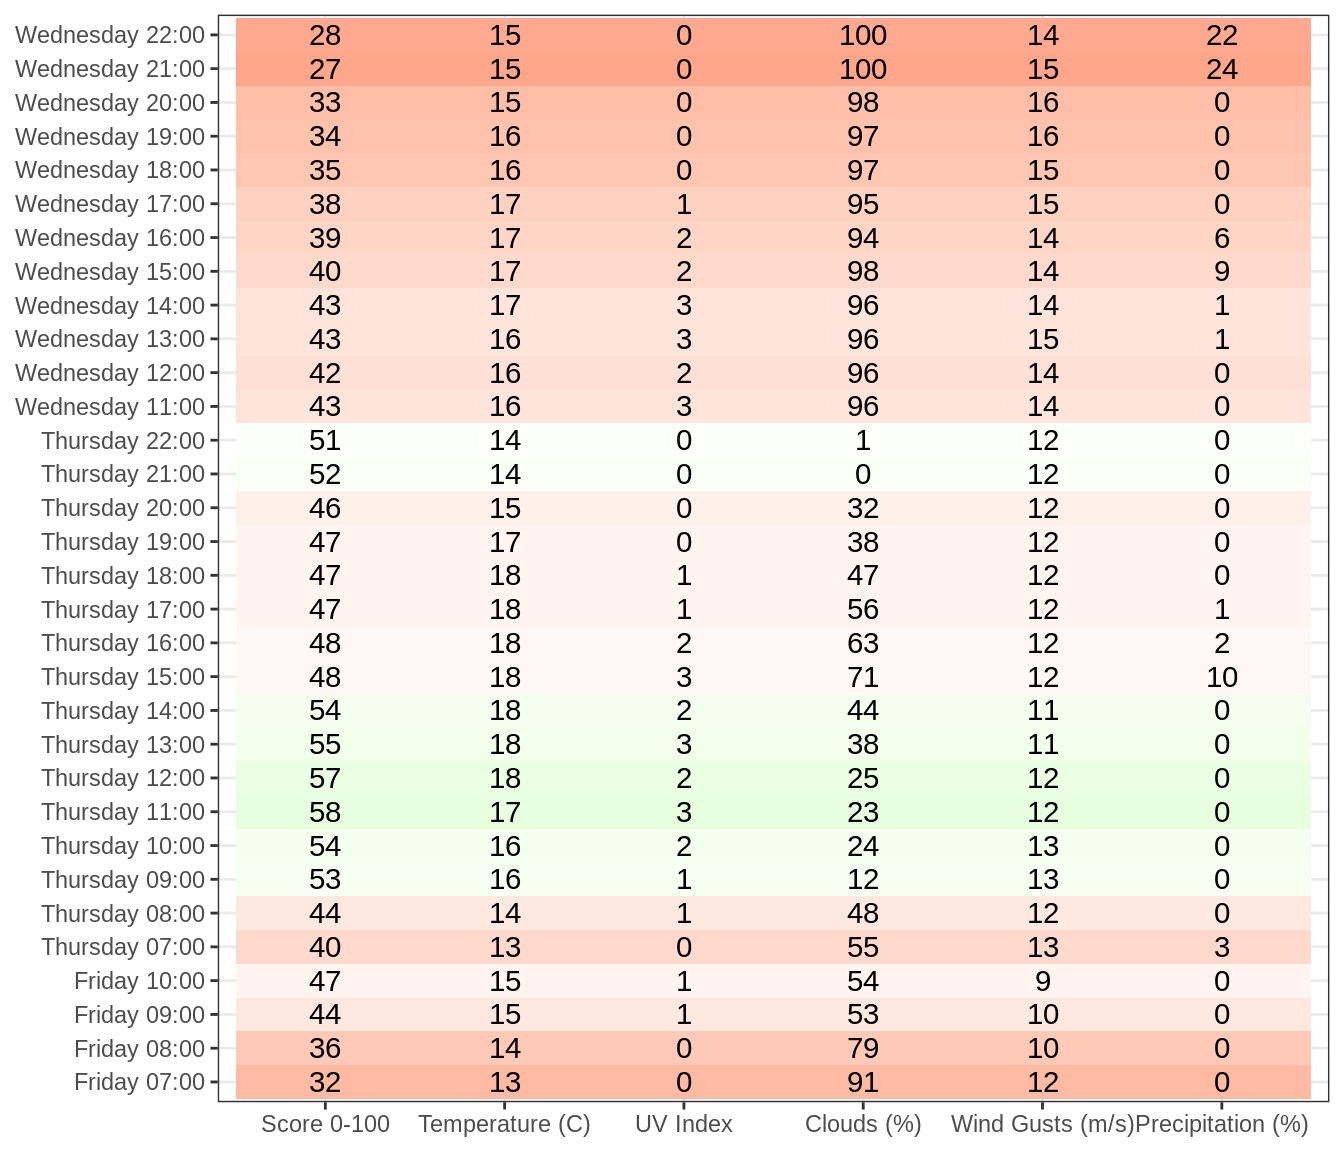 Wednesday 22:00 28 15 0 100 14 22
Wednesday 21:00 27 15 0 100 15 24
Wednesday 20:00 33 15 0 98 16 0
Wednesday 19:00 34 16 0 97 16 0
Wednesday 18:00 35 16 0 97 15 0
Wednesday 17:00 38 17 1 95 15 0
Wednesday 16:00 39 17 2 94 14 6
Wednesday 15:00 40 17 2 98 14 9
Wednesday 14:00 43 17 3 96 14 1
Wednesday 13:00 43 16 3 96 15 1
Wednesday 12:00 42 16 2 96 14 0
Wednesday 11:00 43 16 3 96 14 0
Thursday 22:00 51 14 0 1 12 0
Thursday 21:00 52 14 0 0 12 0
Thursday 20:00 46 15 0 32 12 0
Thursday 19:00 47 17 0 38 12 0
Thursday 18:00 47 18 1 47 12 0
Thursday 17:00 47 18 1 56 12 1
Thursday 16:00 48 18 2 63 12 2
Thursday 15:00 48 18 3 71 12 10
Thursday 14:00 54 18 2 44 11 0
Thursday 13:00 55 18 3 38 11 0
Thursday 12:00 57 18 2 25 12 0
Thursday 11:00 58 17 3 23 12 0
Thursday 10:00 54 16 2 24 13 0
Thursday 09:00 53 16 1 12 13 0
Thursday 08:00 44 14 1 48 12 0
Thursday 07:00 40 13 0 55 13 3
Friday 10:00 47 15 1 54 9 0
Friday 09:00 44 15 1 53 10 0
Friday 08:00 36 14 0 79 10 0
Friday 07:00 32 13 0 91 12 0
Score 0-100 Temperature (C) UV Index Clouds (%) Wind Gusts (m/s) Precipitation (%)